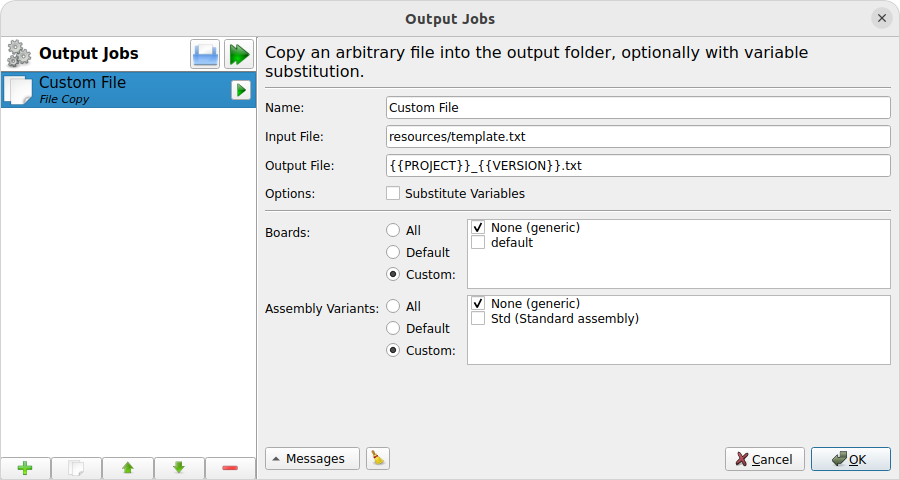 Output Jobs
Output Jobs
Custom File
File Copy
Copy an arbitrary file into the output folder, optionally with variable
substitution.
Name: Custom File
Input File: resources/template.txt
Output File: {{PROJECT}}_{{VERSION}}.txt
Options: Substitute Variables
Boards: All
Default
Custom:
None (generic)
default
Assembly Variants: All
Default
Custom:
None (generic)
Std (Standard assembly)
Messages
Cancel
OK